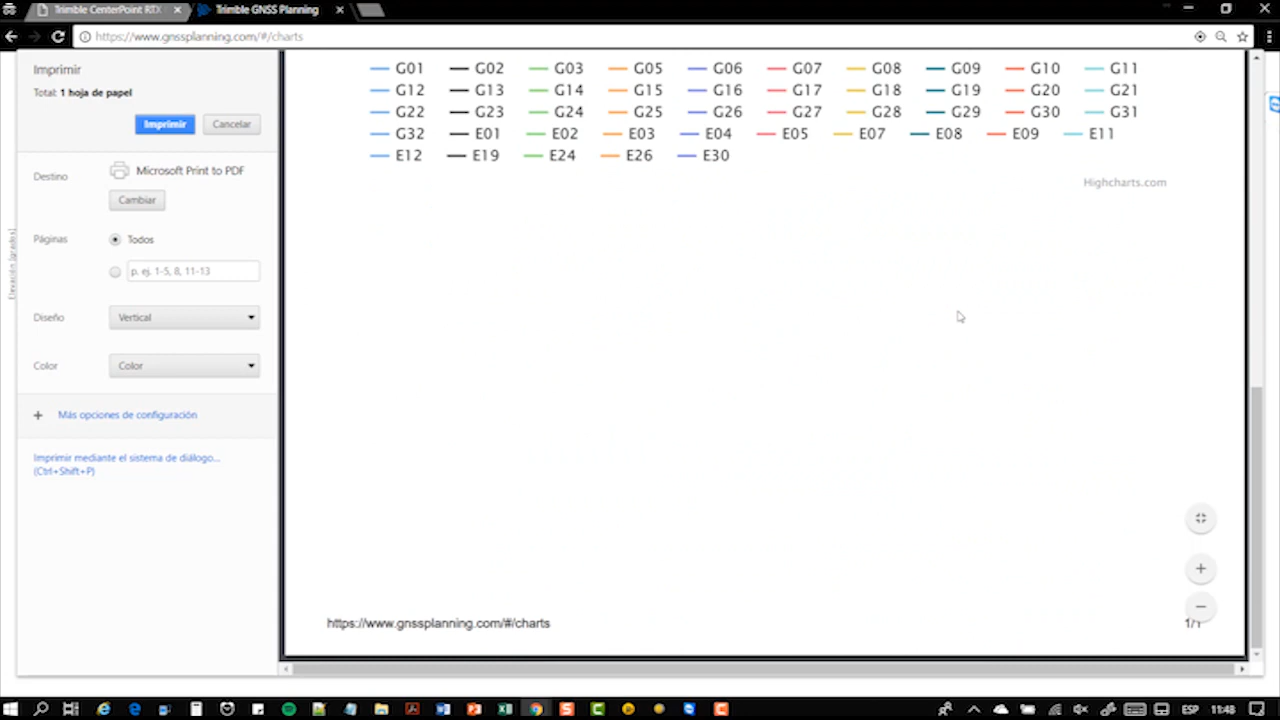 Trimble CenterPoint RTX
Trimble GNSS Planning
https://www.gnssplanning.com/#/charts
Imprimir
Total: 1 hoja de papel
Imprimir
Cancelar
Destino
Microsoft Print to PDF
Cambiar
Páginas
Todos
p. ej. 1-5, 8, 11-13
Diseño
Vertical
Color
Color
Más opciones de configuración
Imprimir mediante el sistema de diálogo...
(Ctrl+Shift+P)
Elevación [grados]
G01 G02 G03 G05 G06 G07 G08 G09 G10 G11
G12 G13 G14 G15 G16 G17 G18 G19 G20 G21
G22 G23 G24 G25 G26 G27 G28 G29 G30 G31
G32 E01 E02 E03 E04 E05 E07 E08 E09 E11
E12 E19 E24 E26 E30
Highcharts.com
https://www.gnssplanning.com/#/charts
1/1
ESP
11:48